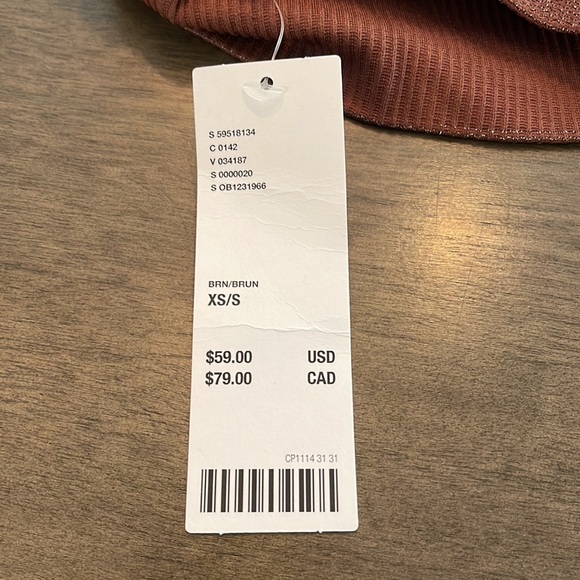 S 59518134
C 0142
V 034187
S 0000020
S OB1231966
BRN/BRUN
XS/S
$59.00 USD
$79.00 CAD
CP1114 31 31